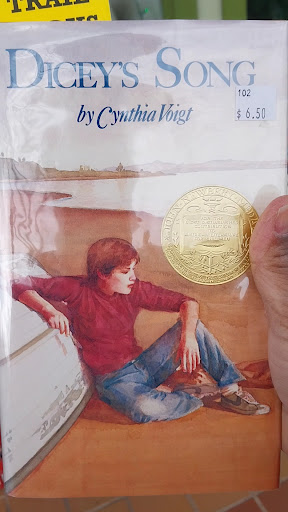 TRAIL
DICEY'S SONG
by Cynthia Voigt
102
$ 6.50